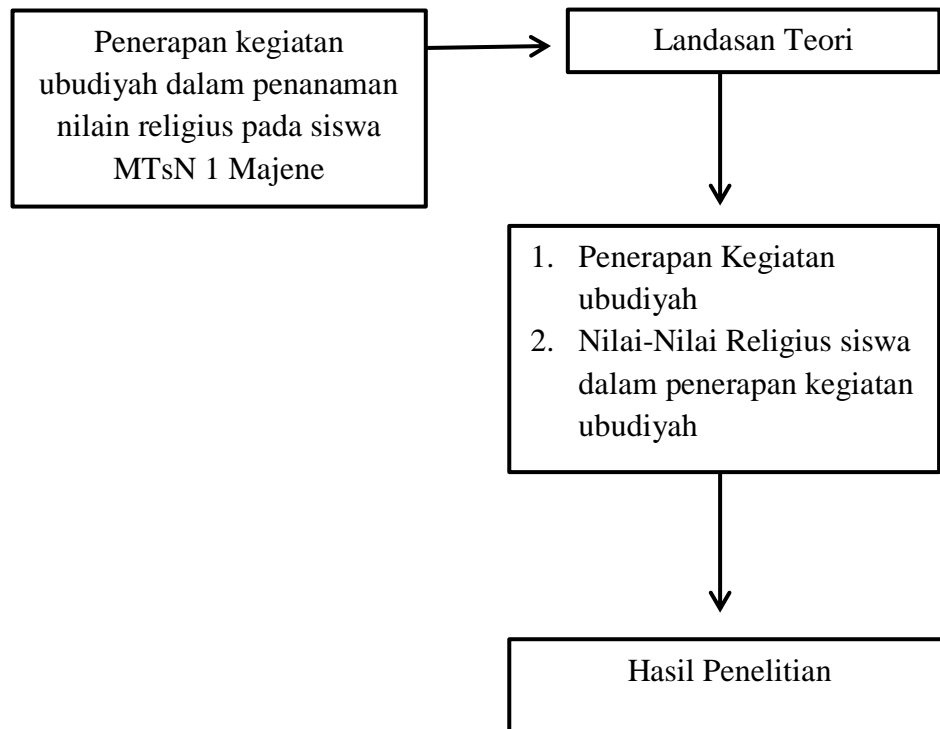 Penerapan kegiatan
ubudiyah dalam penanaman
nilain religius pada siswa
MTsN 1 Majene
Landasan Teori
1. Penerapan Kegiatan
ubudiyah
2. Nilai-Nilai Religius siswa
dalam penerapan kegiatan
ubudiyah
Hasil Penelitian